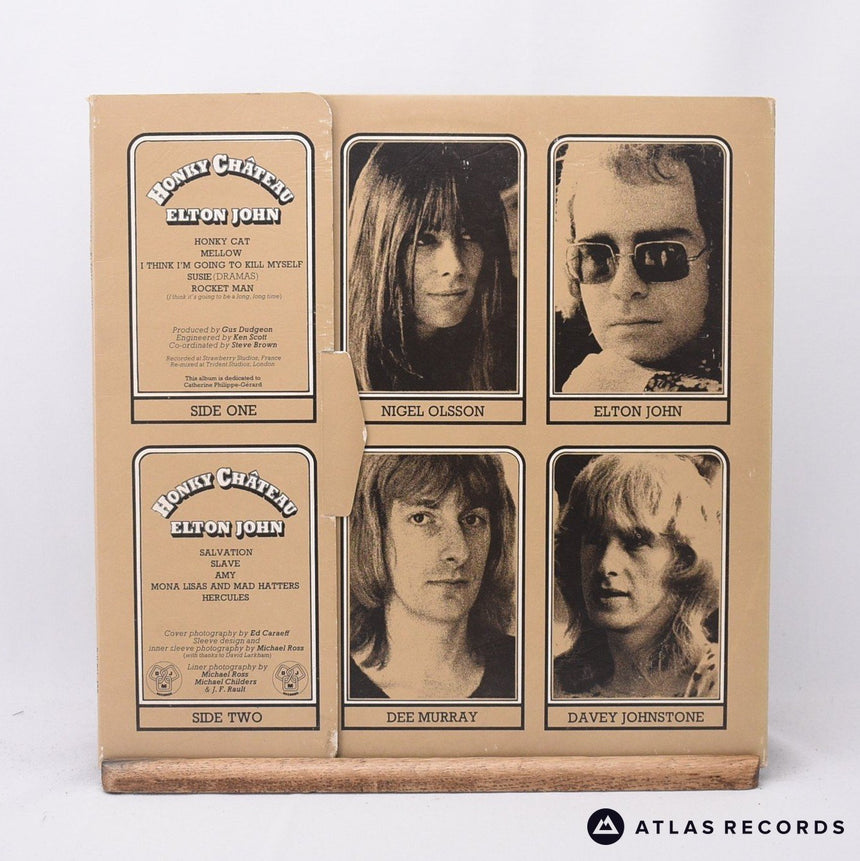 HONKY CHÂTEAU
ELTON JOHN
HONKY CAT
MELLOW
I THINK I'M GOING TO KILL MYSELF
SUSIE (DRAMAS)
ROCKET MAN
(I think it's going to be a long, long time)
Produced by Gus Dudgeon
Engineered by Ken Scott
Co-ordinated by Steve Brown
Recorded at Strawberry Studios, France
Re-mixed at Trident Studios, London
This album is dedicated to
Catherine Philippe-Gérard
SIDE ONE
NIGEL OLSSON
ELTON JOHN
HONKY CHÂTEAU
ELTON JOHN
SALVATION
SLAVE
AMY
MONA LISAS AND MAD HATTERS
HERCULES
Cover photography by Ed Caraeff
Sleeve design and
inner sleeve photography by Michael Ross
(with thanks to David Larkham)
Liner photography by
Michael Ross
Michael Childers
& J. F. Rault
SIDE TWO
DEE MURRAY
DAVEY JOHNSTONE
ATLAS RECORDS